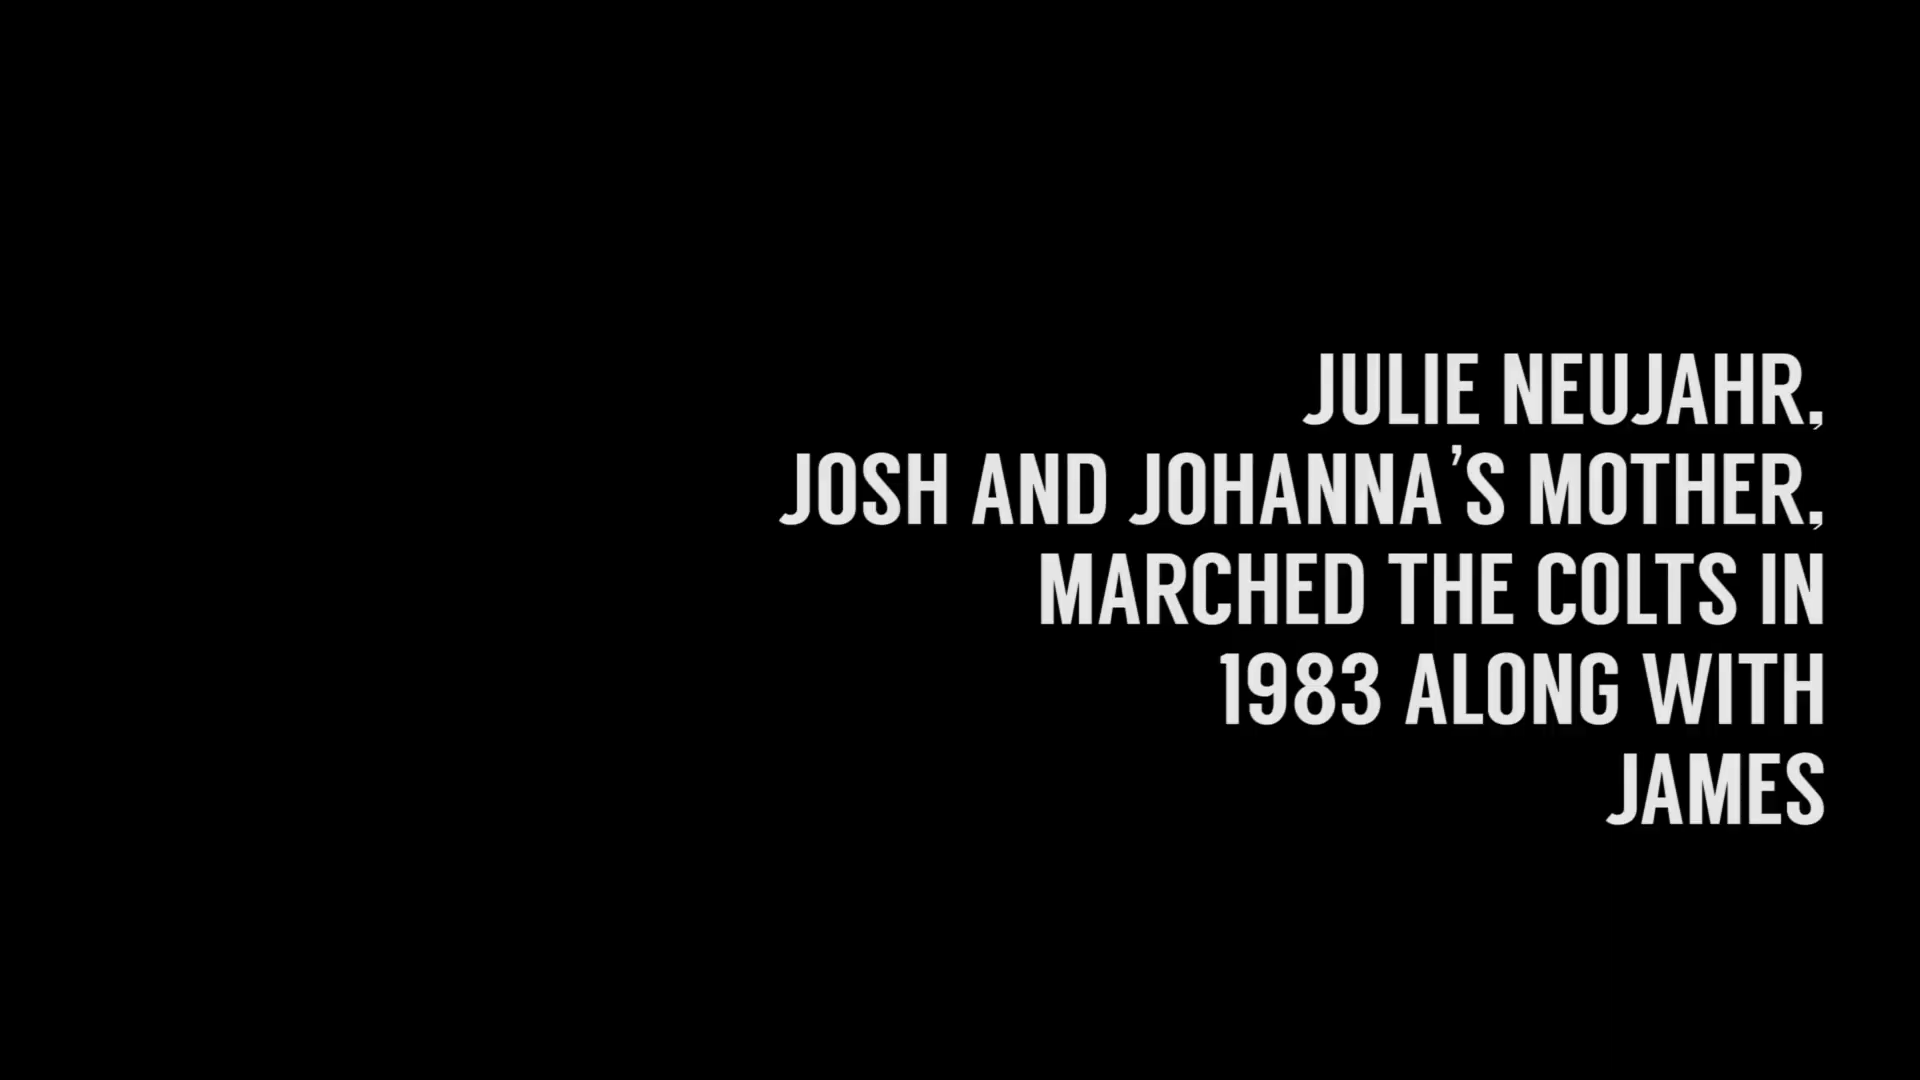 JULIE NEUJAHR,
JOSH AND JOHANNA'S MOTHER,
MARCHED THE COLTS IN
1983 ALONG WITH
JAMES